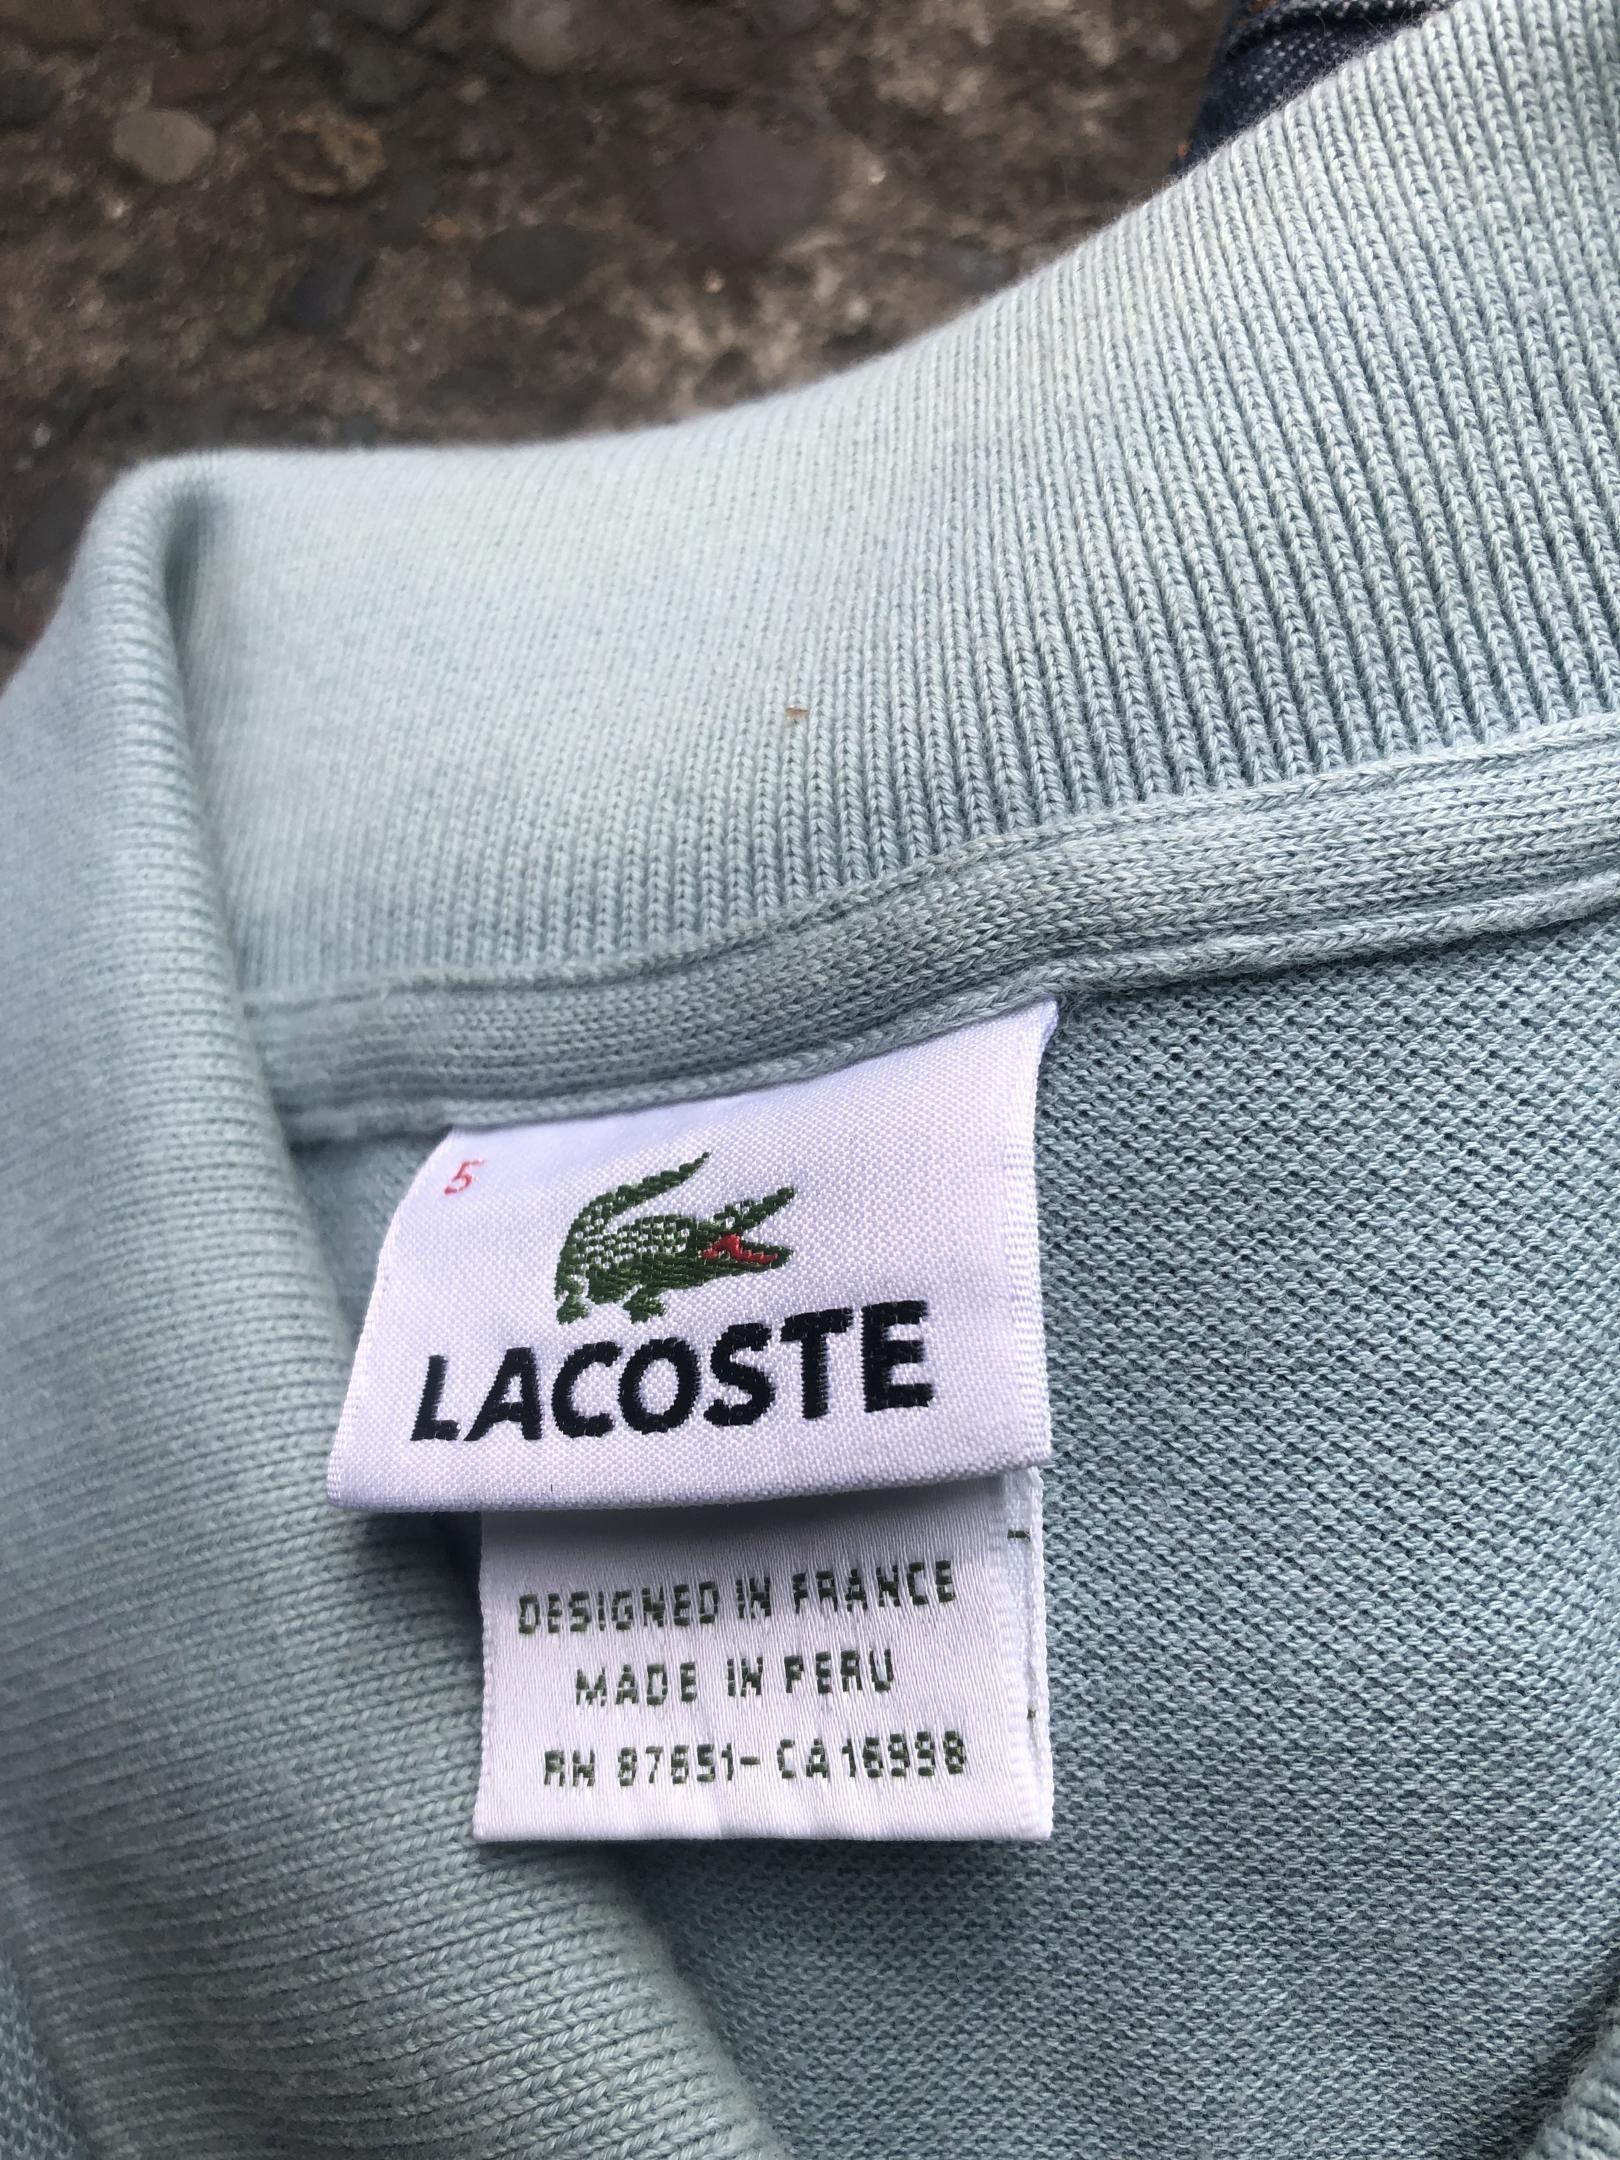 5
LACOSTE
DESIGNED IN FRANCE
MADE IN PERU
RN 87651- CA16998